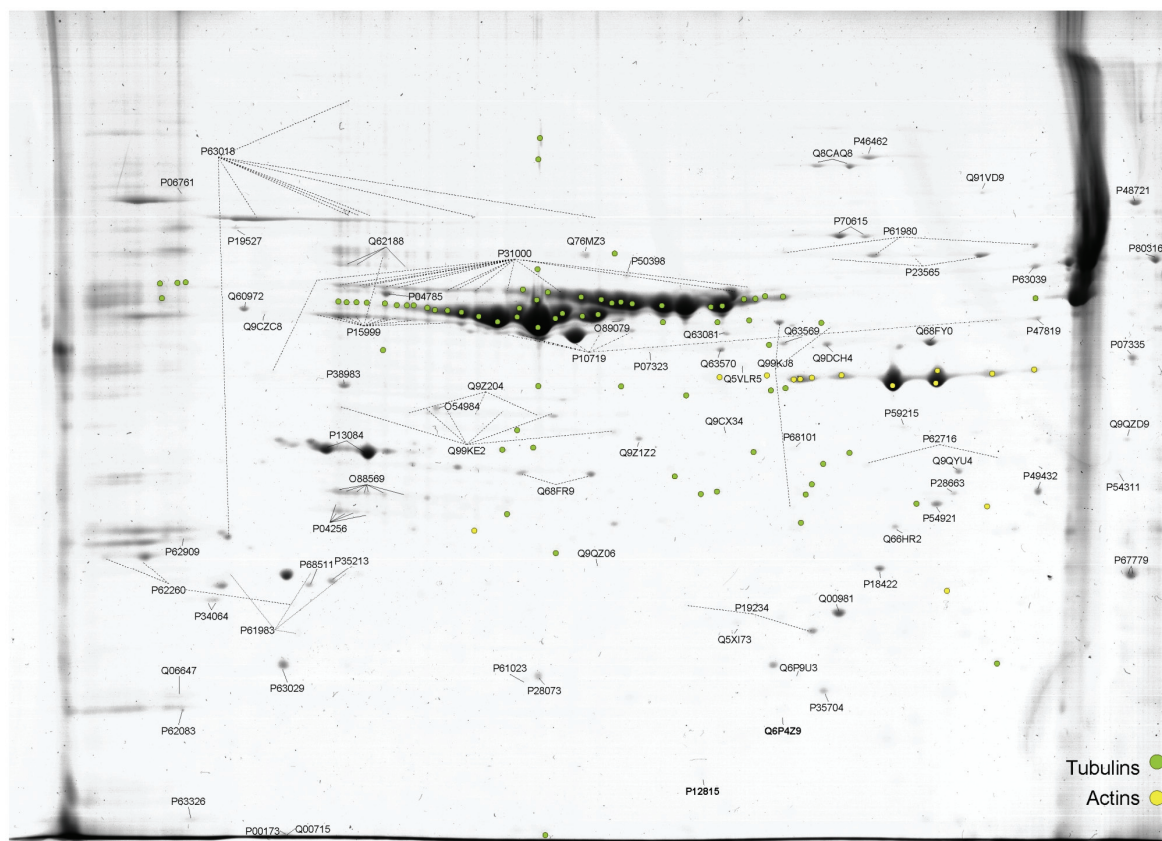 P46462
Q8CAQ8
P63018
P06761
Q91VD9
P48721
P70615
P61980
P19527
Q62188
Q76MZ3
P31000
P50398
P80316
P23565
P63039
Q60972
P04785
Q9CZC8
P15999
O89079
Q63081
Q63569
Q68FY0
P47819
P10719
P07323
Q63570
Q99KJ8
Q9DCH4
P07335
Q5VLR5
P38983
Q9Z204
O54984
P59215
Q9CX34
P13084
Q99KE2
Q9Z1Z2
P68101
P62716
Q9QZD9
Q9QYU4
O88569
Q68FR9
P28663
P49432
P54311
P04256
P54921
Q66HR2
P62909
Q9QZ06
P68511
P35213
P67779
P62260
P18422
P34064
P19234
Q00981
P61983
Q5XI73
Q06647
P63029
P61023
P28073
Q6P9U3
P35704
P62083
Q6P4Z9
Tubulins
P12815
Actins
P63326
P00173
Q00715